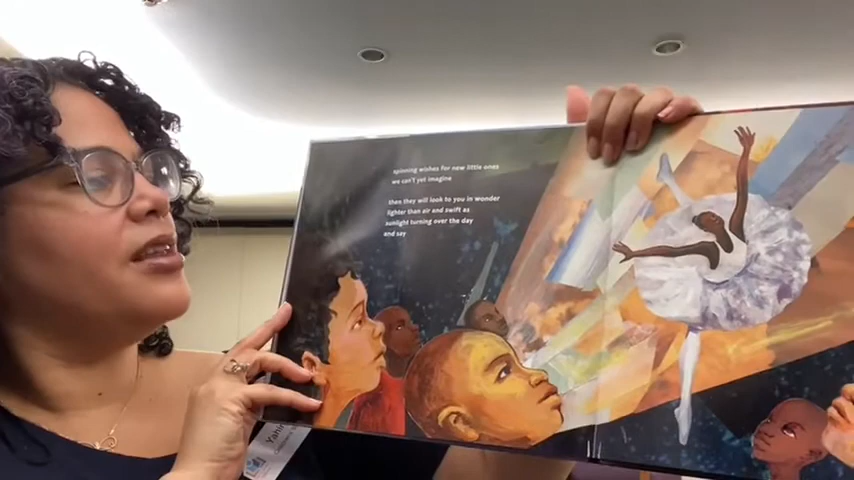 spinning wishes for new little ones
we can't yet imagine
then they will look to you in wonder
lighter than air and swift as
sunlight turning over the day
and say
Yanir